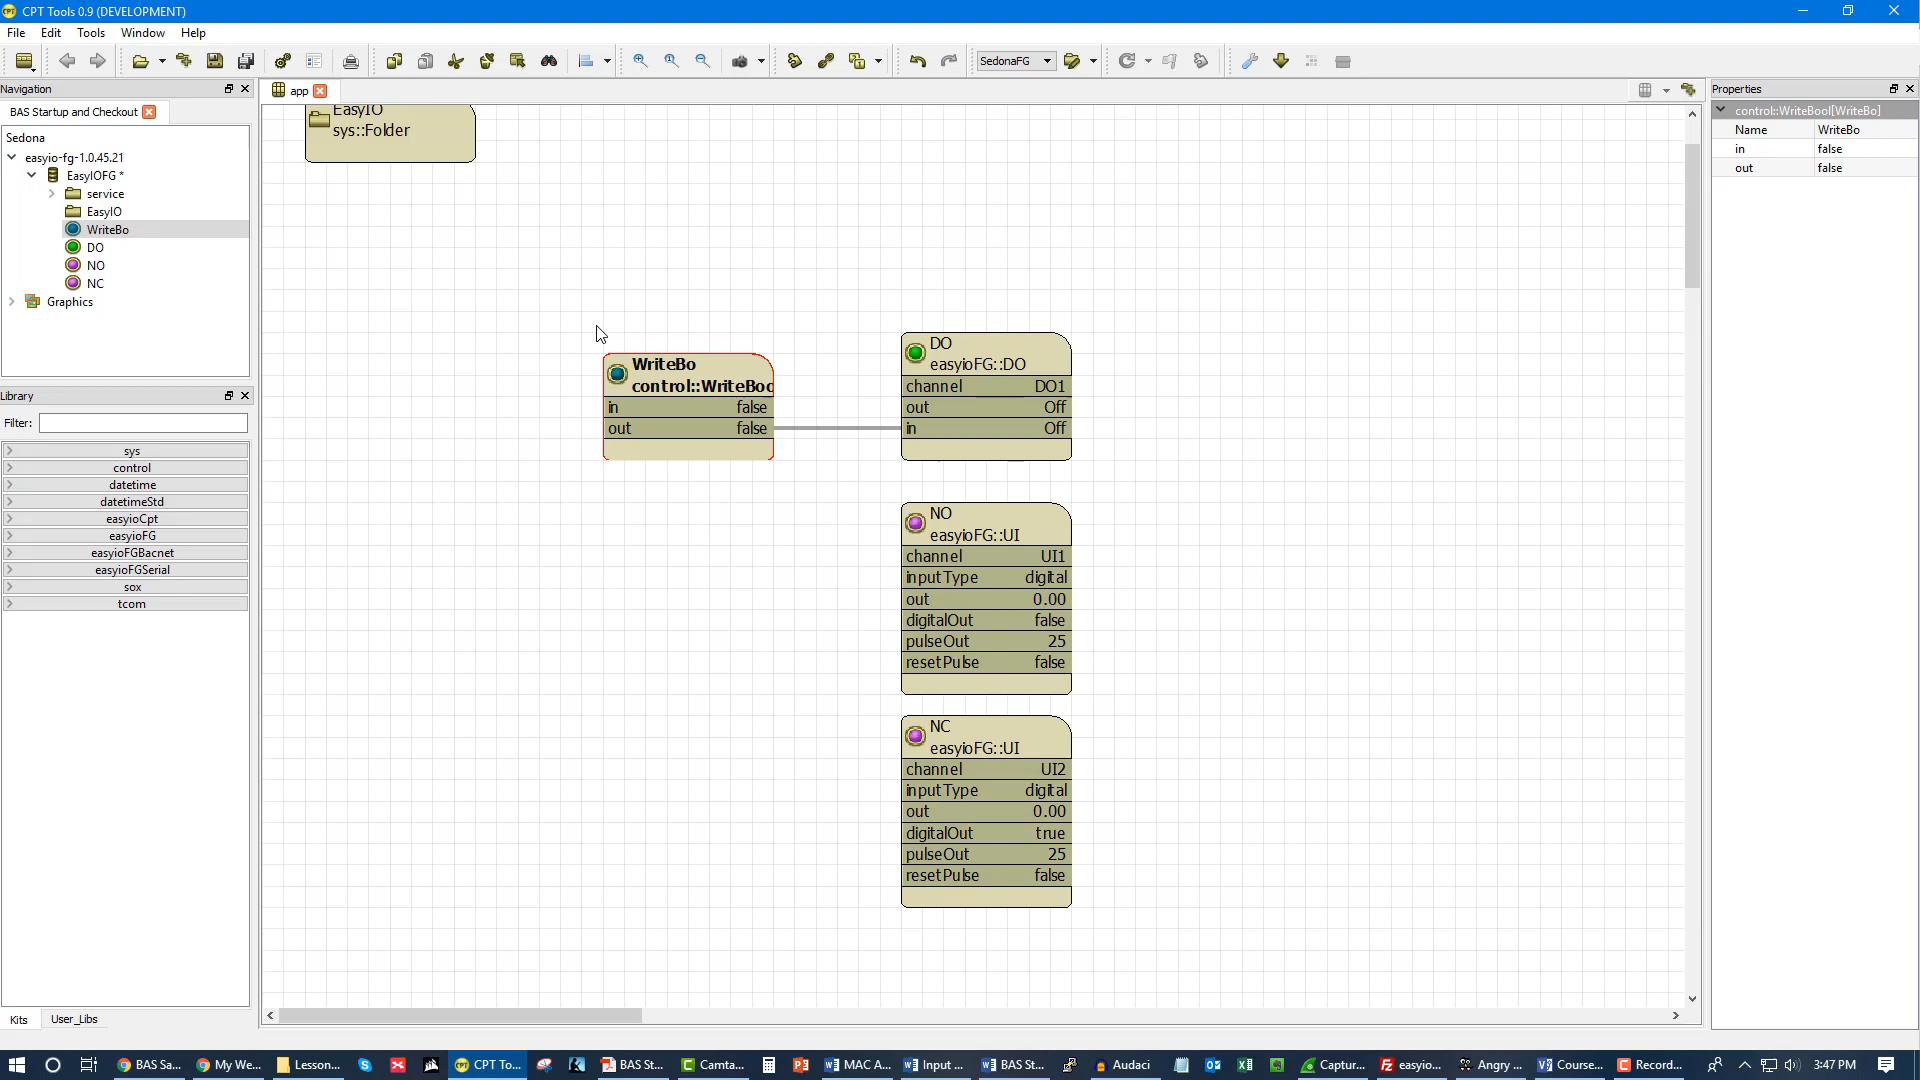 CPT Tools 0.9 (DEVELOPMENT)
File Edit Tools Window Help
SedonaFG
Navigation
BAS Startup and Checkout
Sedona
easyio-fg-1.0.45.21
EasyIOFG *
service
EasyIO
WriteBo
DO
NO
NC
Graphics
Library
Filter:
sys
control
datetime
datetimeStd
easyioCpt
easyioFG
easyioFGBacnet
easyioFGSerial
sox
tcom
Kits User_Libs
app
EasyIO
sys::Folder
WriteBo
control::WriteBoo
in false
out false
DO
easyioFG::DO
channel DO1
out Off
in Off
NO
easyioFG::UI
channel UI1
inputType digital
out 0.00
digitalOut false
pulseOut 25
resetPulse false
NC
easyioFG::UI
channel UI2
inputType digital
out 0.00
digitalOut true
pulseOut 25
resetPulse false
Properties
control::WriteBool[WriteBo]
Name WriteBo
in false
out false
BAS Sa... My We... Lesson... CPT To... BAS St... Camta... MAC A... Input ... BAS St... Audaci Captur... easyio... Angry ... Course... Record... 3:47 PM